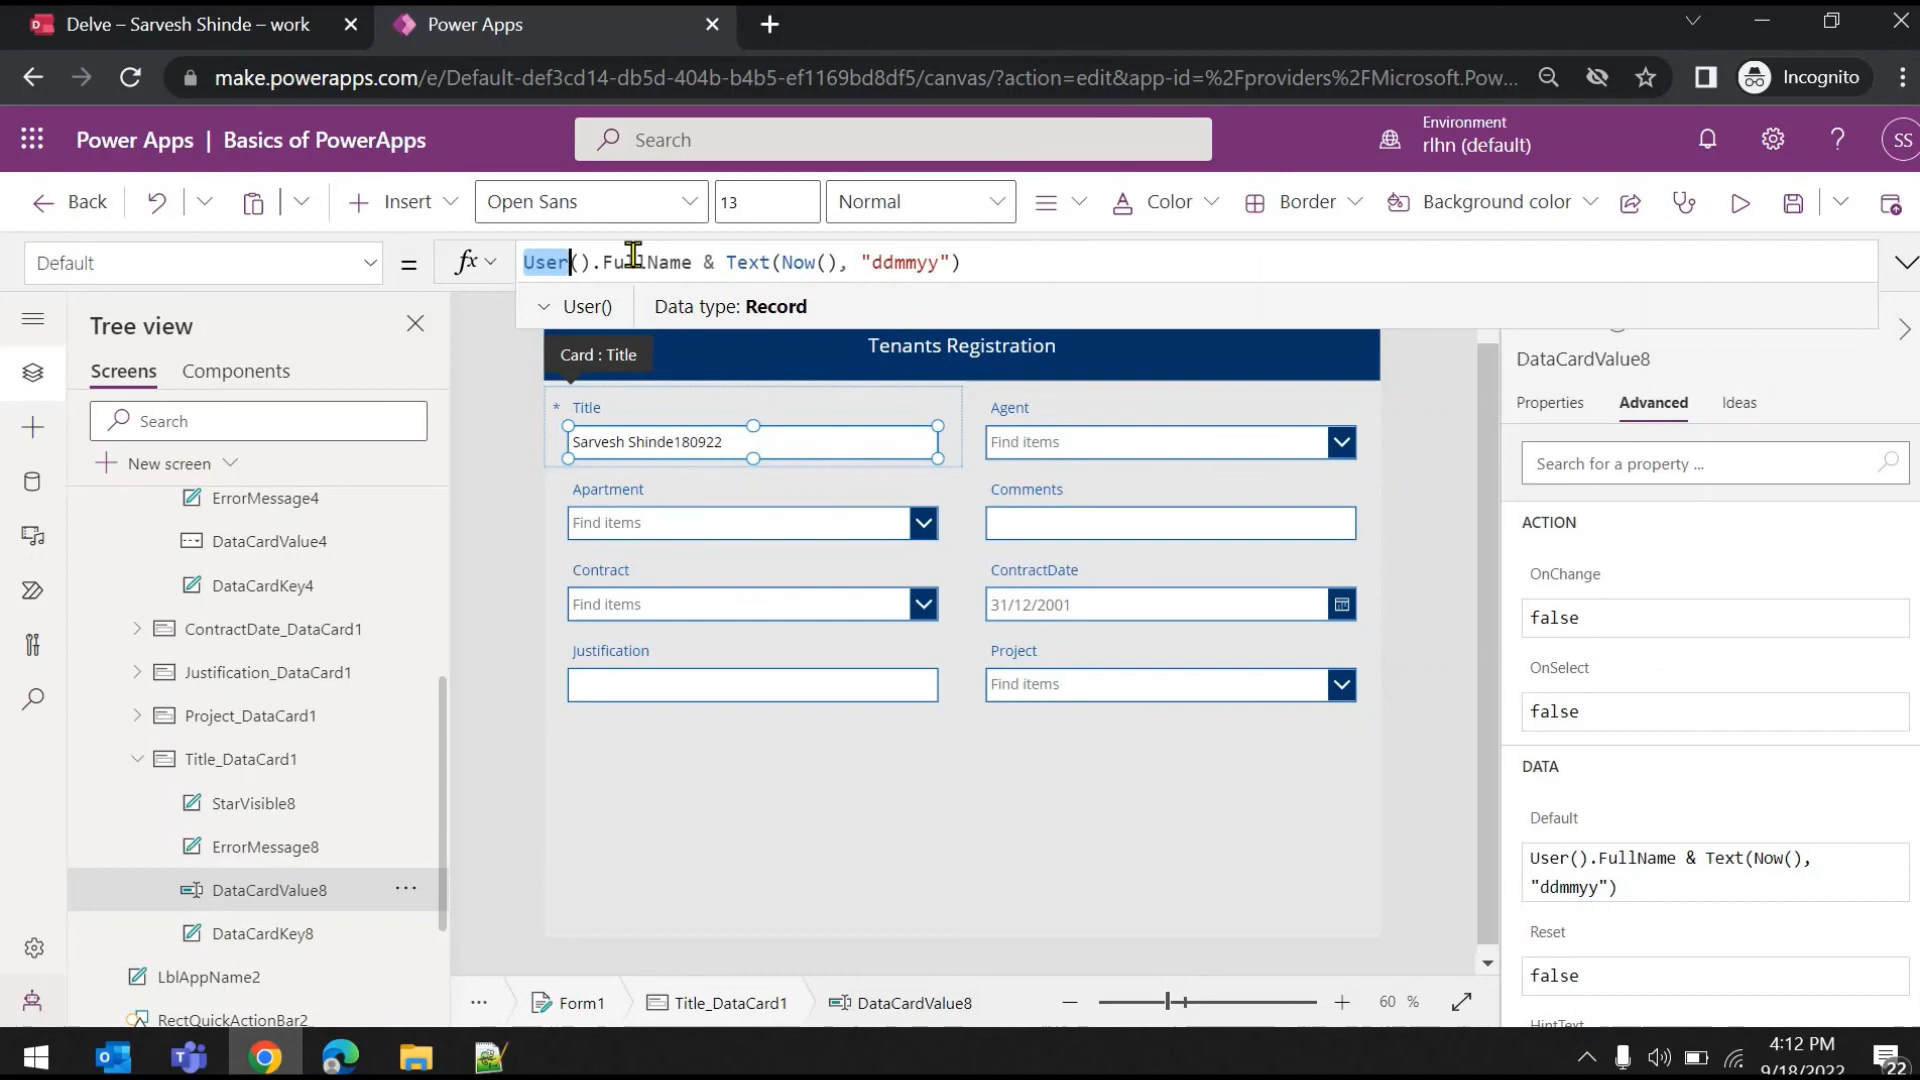 Delve – Sarvesh Shinde – work
Power Apps
make.powerapps.com/e/Default-def3cd14-db5d-404b-b4b5-ef1169bd8df5/canvas/?action=edit&app-id=%2Fproviders%2FMicrosoft.Pow...
Incognito
Power Apps | Basics of PowerApps
Search
Environment
rlhn (default)
SS
Back
Insert
Open Sans
13
Normal
Color
Border
Background color
Default
=
fx
User().FullName & Text(Now(), "ddmmyy")
User()
Data type: Record
Tree view
Screens
Components
Search
New screen
ErrorMessage4
DataCardValue4
DataCardKey4
ContractDate_DataCard1
Justification_DataCard1
Project_DataCard1
Title_DataCard1
StarVisible8
ErrorMessage8
DataCardValue8
DataCardKey8
LblAppName2
RectQuickActionBar2
Card : Title
Tenants Registration
* Title
Sarvesh Shinde180922
Agent
Find items
Apartment
Find items
Comments
Contract
Find items
ContractDate
31/12/2001
Justification
Project
Find items
Form1
Title_DataCard1
DataCardValue8
60 %
DataCardValue8
Properties
Advanced
Ideas
Search for a property ...
ACTION
OnChange
false
OnSelect
false
DATA
Default
User().FullName & Text(Now(),
"ddmmyy")
Reset
false
HintText
4:12 PM
9/18/2022
22